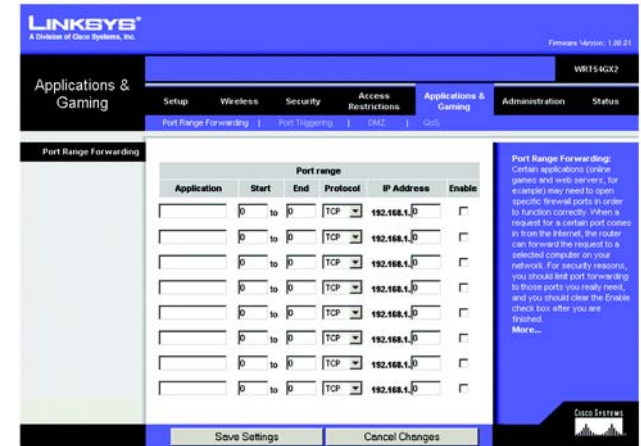 LINKSYS®
A Division of Cisco Systems, Inc.
Firmware Version: 1.00.01
WRT54GX2
Applications & Gaming
Setup Wireless Security Access Restrictions Applications & Gaming Administration Status
Port Range Forwarding | Port Triggering | DMZ | QoS
Port Range Forwarding
Port range
Application Start End Protocol IP Address Enable
0 to 0 TCP 192.168.1.0
0 to 0 TCP 192.168.1.0
0 to 0 TCP 192.168.1.0
0 to 0 TCP 192.168.1.0
0 to 0 TCP 192.168.1.0
0 to 0 TCP 192.168.1.0
0 to 0 TCP 192.168.1.0
0 to 0 TCP 192.168.1.0
Port Range Forwarding:
Certain applications (online
games and web servers, for
example) may need to open
specific firewall ports in order
to function correctly. When a
request for a certain port comes
in from the Internet, the router
can forward the request to a
selected computer on your
network. For security reasons,
you should limit port forwarding
to those ports you really need,
and you should clear the Enable
check box after you are
finished.
More...
Save Settings Cancel Changes
CISCO SYSTEMS